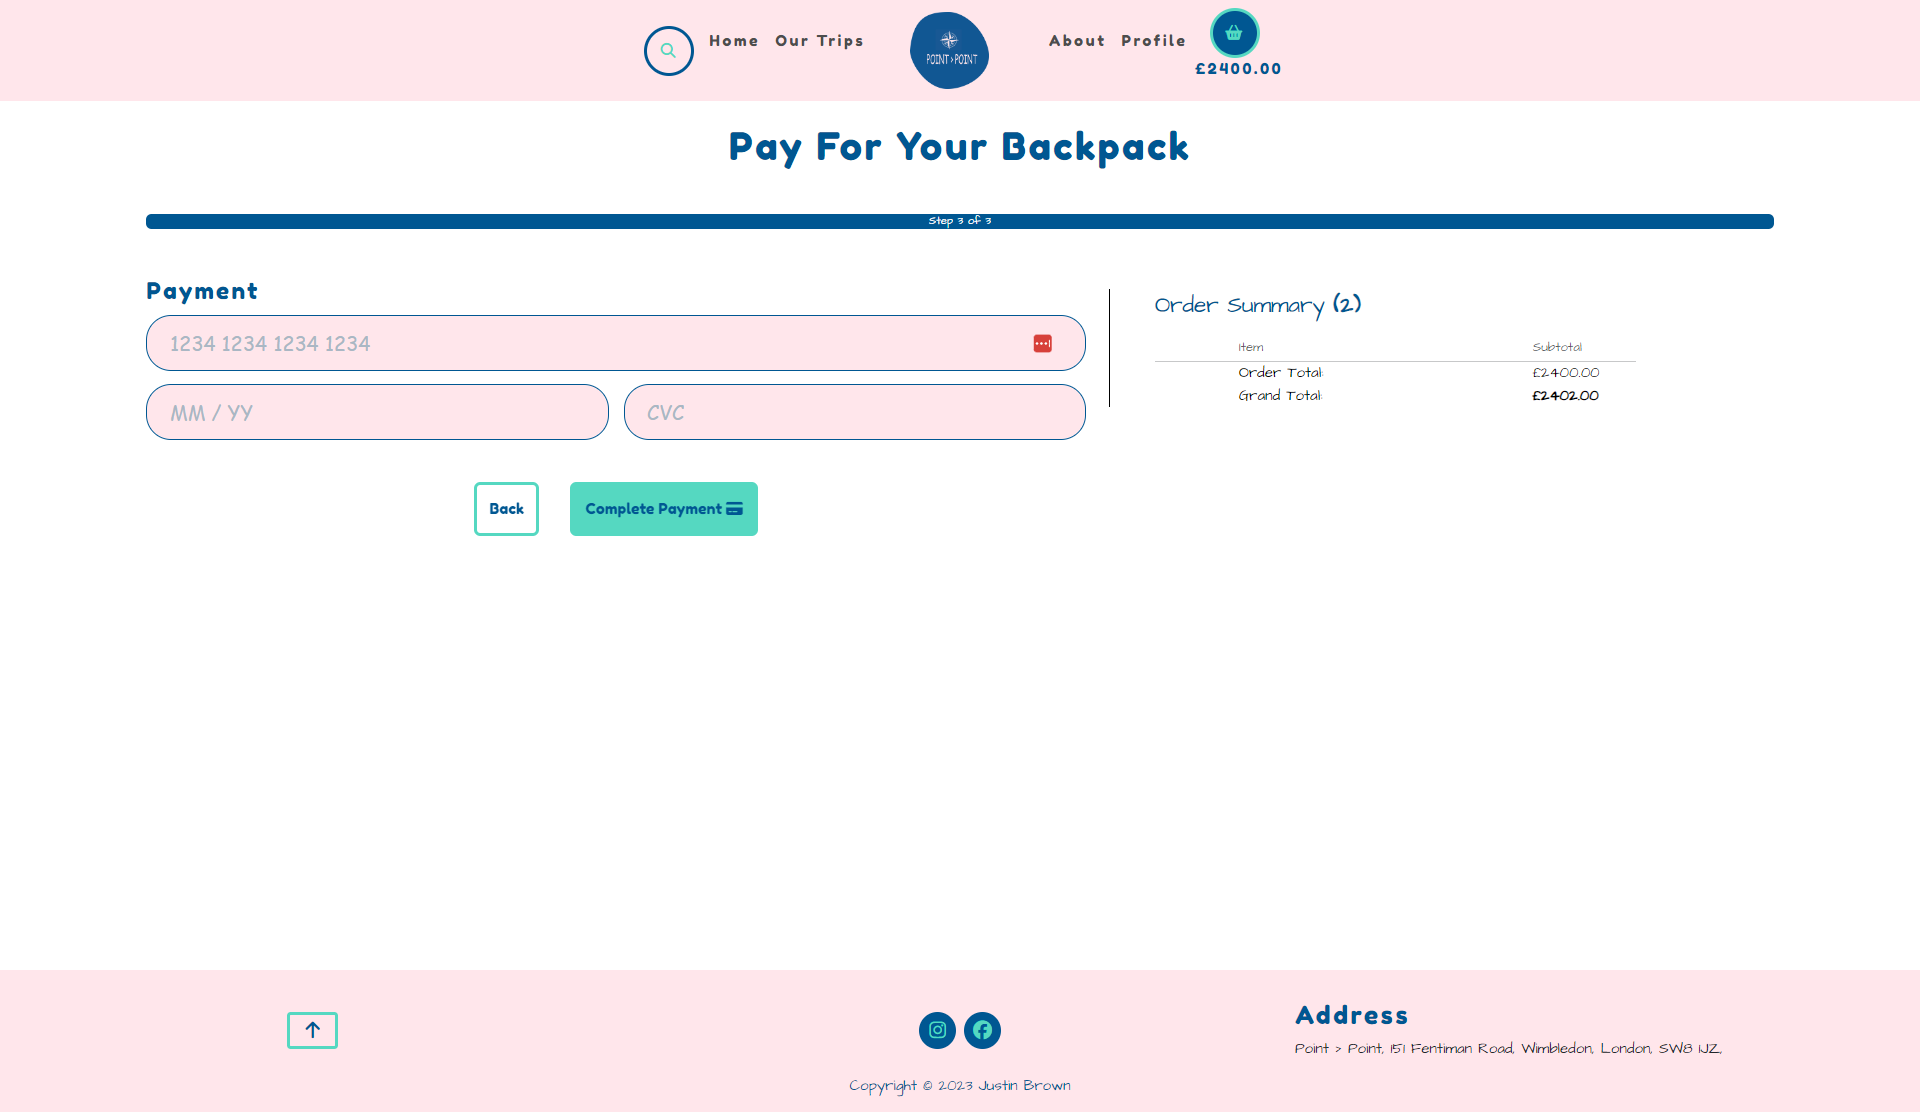 Home Our Trips
POINT > POINT
About Profile
£2400.00
Pay For Your Backpack
Step 3 of 3
Payment
1234 1234 1234 1234
MM / YY
CVC
Back
Complete Payment
Order Summary (2)
Item Subtotal
Order Total: £2400.00
Grand Total: £2402.00
Address
Point > Point, 151 Fentiman Road, Wimbledon, London, SW8 1JZ,
Copyright © 2023 Justin Brown